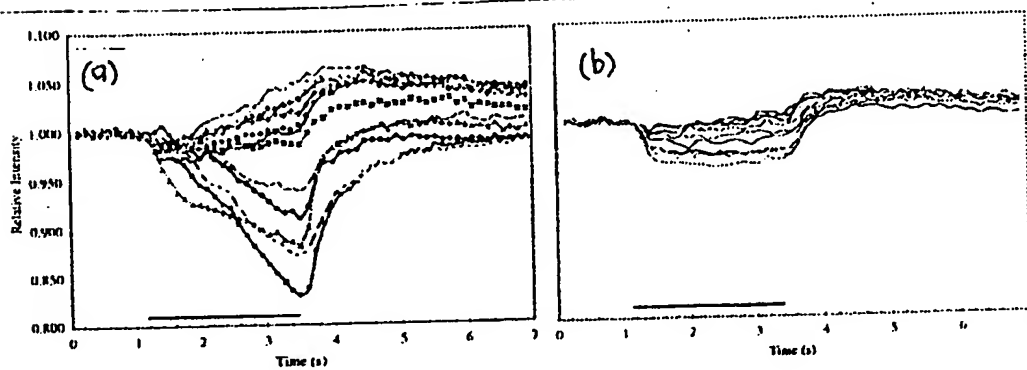 (a)
1.100
1.050
1.000
0.950
0.900
0.850
0.800
Relative Intensity
0 1 2 3 4 5 6 7
Time (s)
(b)
0 1 2 3 4 5 6
Time (s)